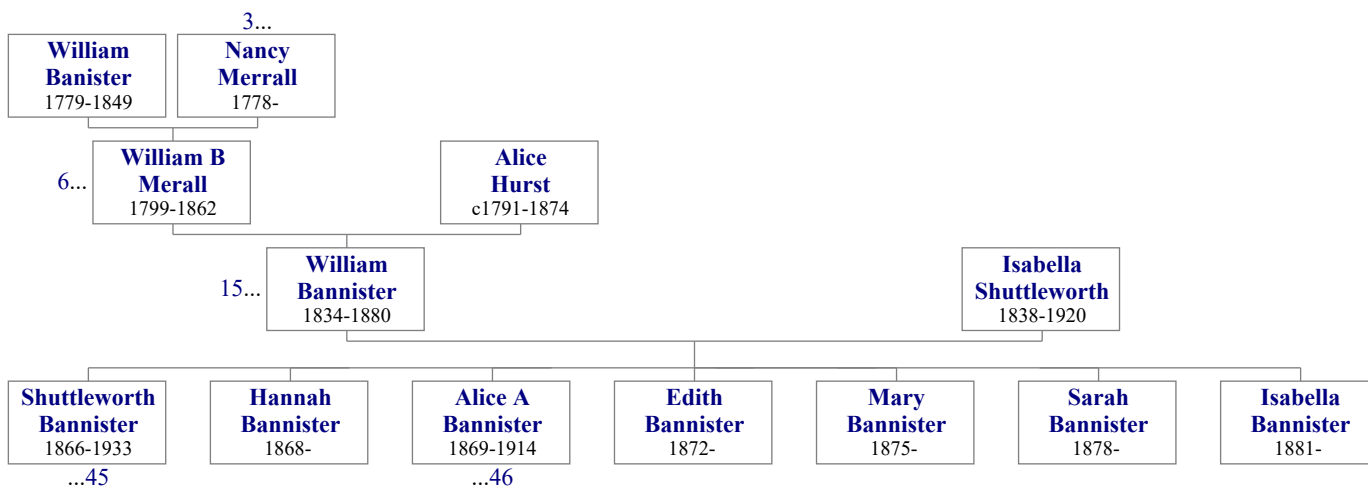 3...
William
Banister
1779-1849
Nancy
Merrall
1778-
6...
William B
Merall
1799-1862
Alice
Hurst
c1791-1874
15...
William
Bannister
1834-1880
Isabella
Shuttleworth
1838-1920
Shuttleworth
Bannister
1866-1933
...45
Hannah
Bannister
1868-
Alice A
Bannister
1869-1914
...46
Edith
Bannister
1872-
Mary
Bannister
1875-
Sarah
Bannister
1878-
Isabella
Bannister
1881-